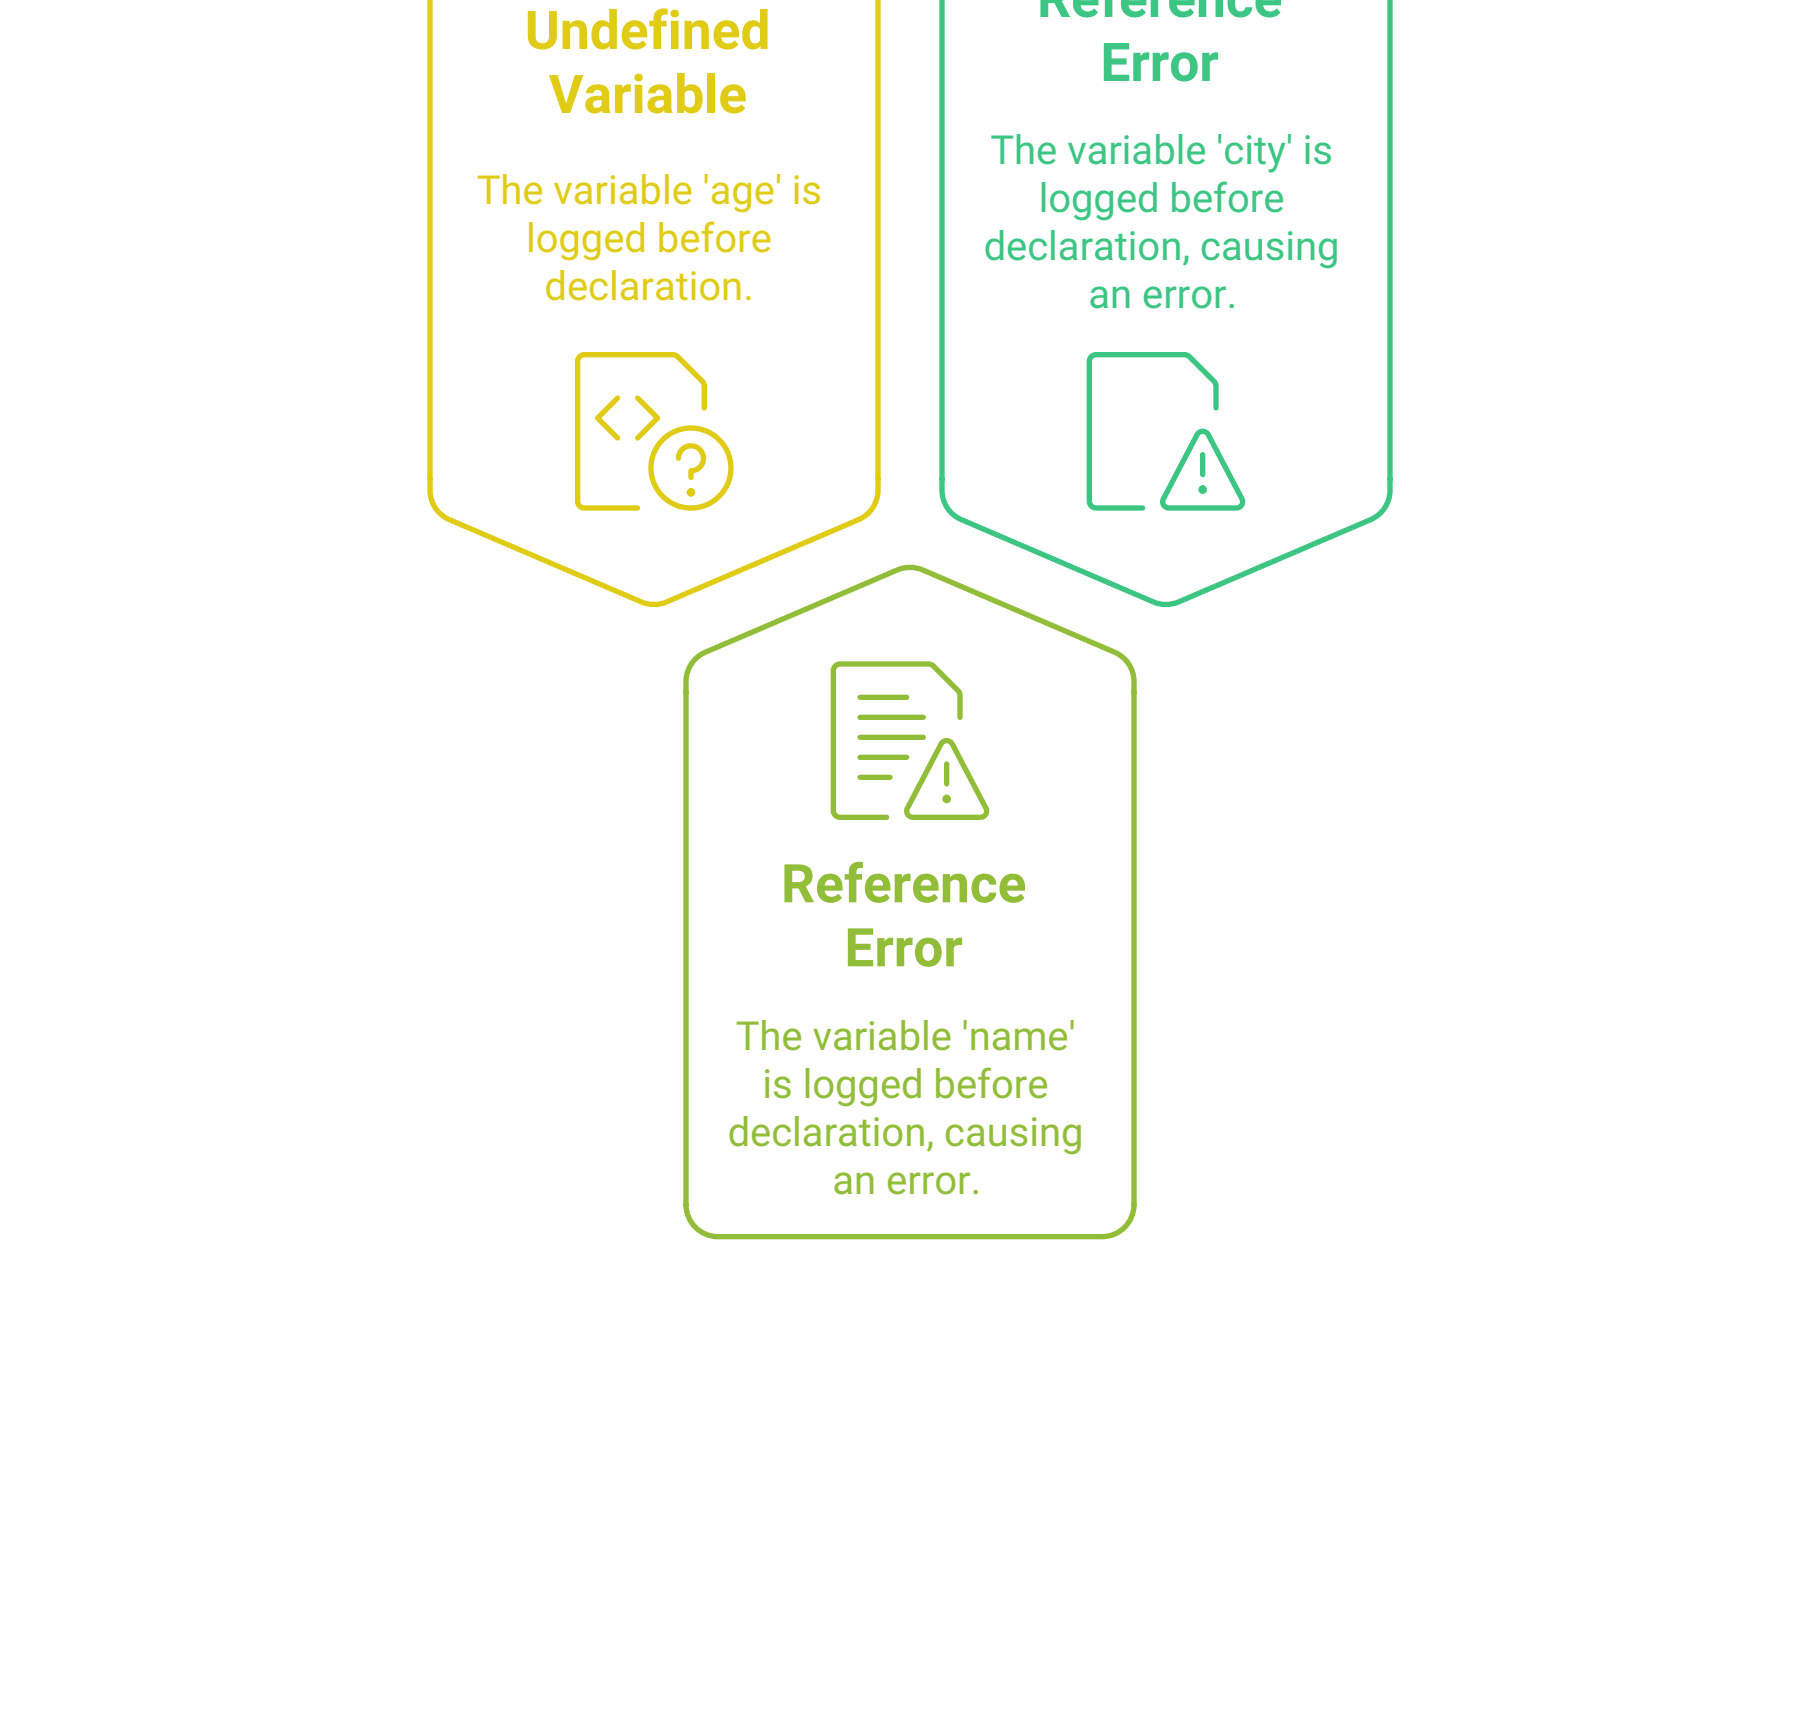 Undefined
Variable
The variable 'age' is
logged before
declaration.
Reference
Error
The variable 'city' is
logged before
declaration, causing
an error.
Reference
Error
The variable 'name'
is logged before
declaration, causing
an error.